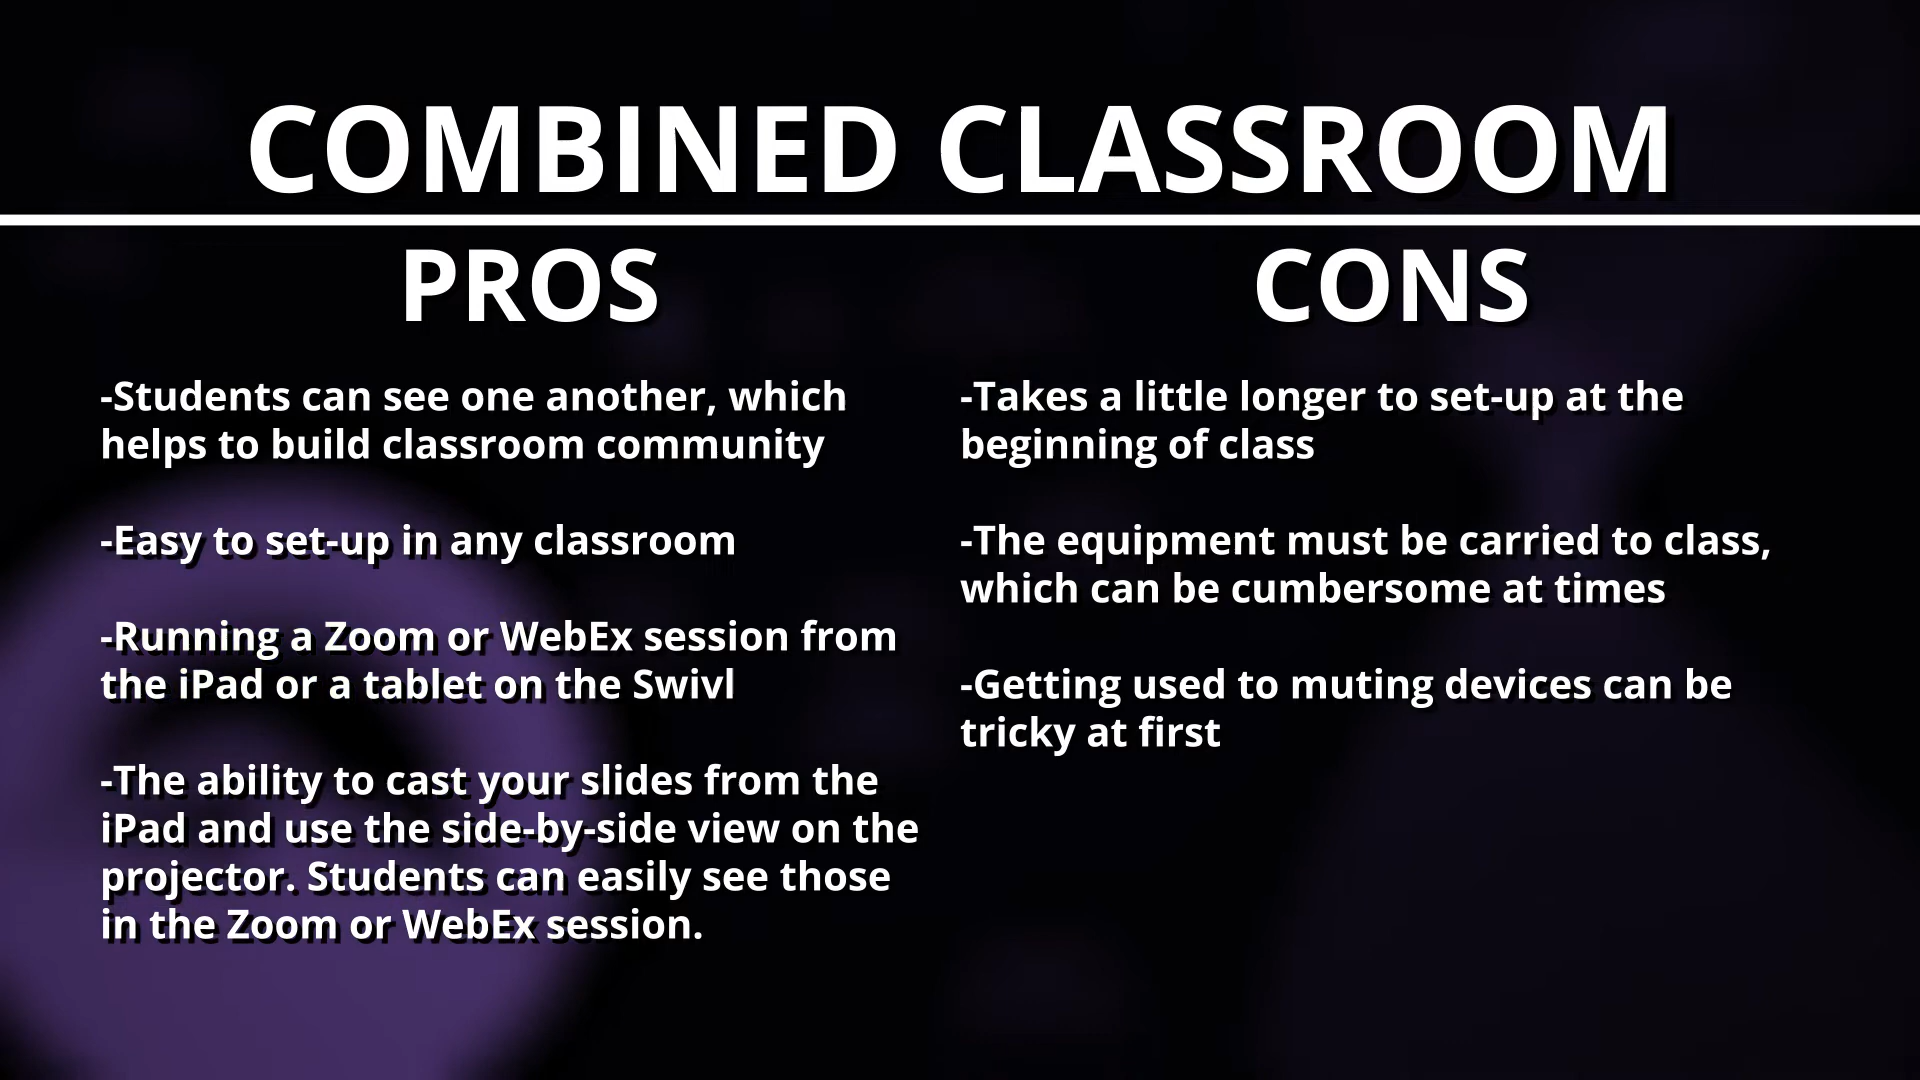 COMBINED CLASSROOM
PROS
-Students can see one another, which
helps to build classroom community
-Easy to set-up in any classroom
-Running a Zoom or WebEx session from
the iPad or a tablet on the Swivl
-The ability to cast your slides from the
iPad and use the side-by-side view on the
projector. Students can easily see those
in the Zoom or WebEx session.
CONS
-Takes a little longer to set-up at the
beginning of class
-The equipment must be carried to class,
which can be cumbersome at times
-Getting used to muting devices can be
tricky at first